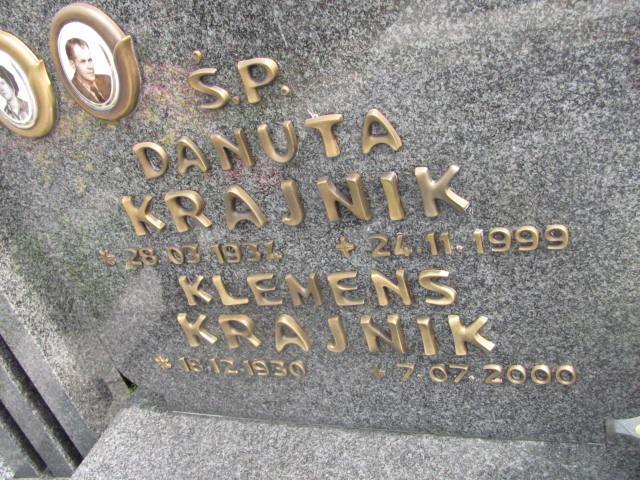 Ś.P.
DANUTA
KRAJNIK
* 28.03.1934 + 24.11.1999
KLEMENS
KRAJNIK
* 18.12.1930 + 7.07.2000